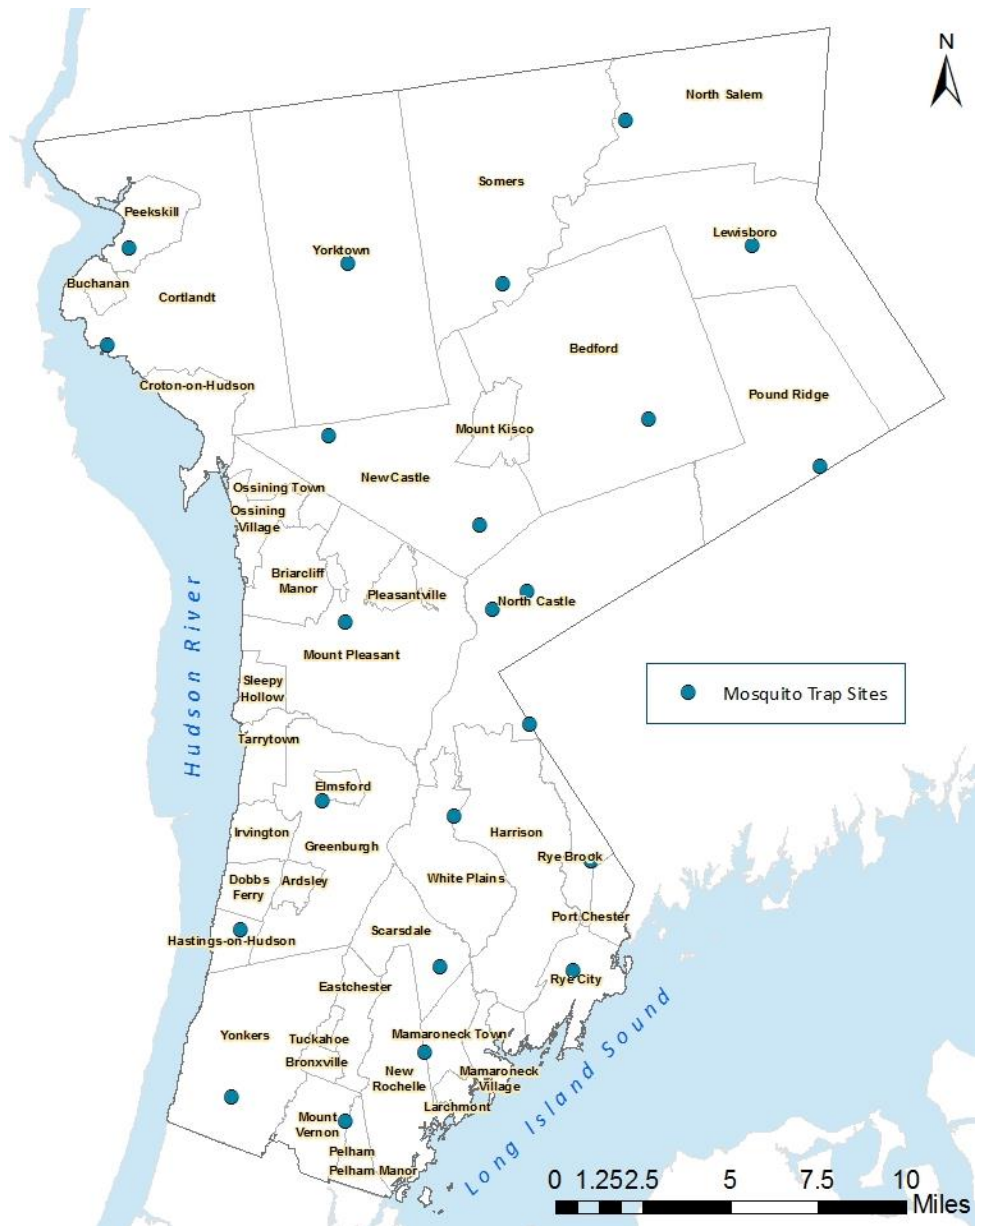 N
North Salem
Somers
Peekskill
Lewisboro
Yorktown
Buchanan
Cortlandt
Bedford
Croton-on-Hudson
Pound Ridge
Mount Kisco
New Castle
Ossining Town
Ossining
Village
Briarcliff
Manor
Pleasantville
North Castle
Mount Pleasant
Sleepy
Hollow
Hudson River
Mosquito Trap Sites
Tarrytown
Elmsford
Irvington
Greenburgh
Harrison
Rye Brook
Dobbs
Ferry
Ardsley
White Plains
Port Chester
Scarsdale
Hastings-on-Hudson
Rye City
Eastchester
Yonkers
Tuckahoe
Mamaroneck Town
Bronxville
New
Rochelle
Mamaroneck
Village
Larchmont
Long Island Sound
Mount
Vernon
Pelham
Pelham Manor
0 1.25 2.5 5 7.5 10
Miles